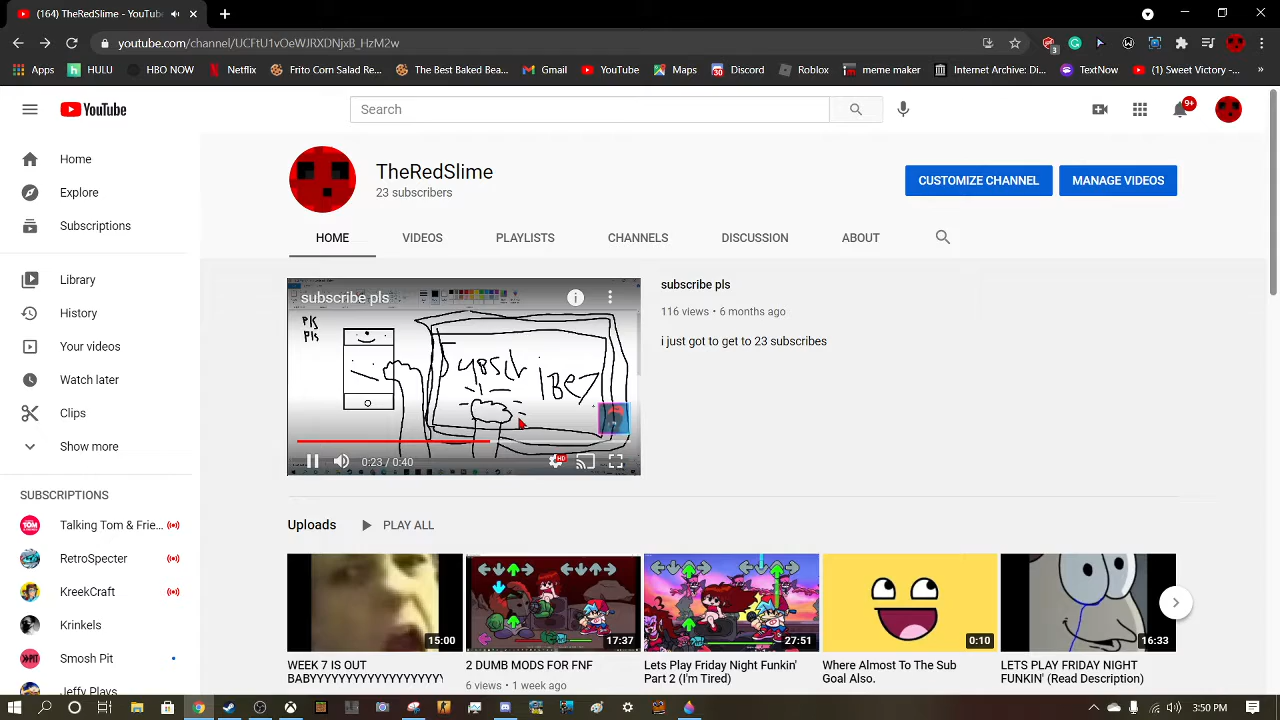 (164) TheRedSlime - YouTube
youtube.com/channel/UCFtU1vOeWJRXDNjxB_HzM2w
3
Apps
HULU
HBO NOW
Netflix
Frito Corn Salad Re...
The Best Baked Bea...
Gmail
YouTube
Maps
30
Discord
Roblox
meme maker
Internet Archive: Di...
TextNow
(1) Sweet Victory -...
»
YouTube
Search
9+
Home
Explore
Subscriptions
Library
History
Your videos
Watch later
Clips
Show more
SUBSCRIPTIONS
Talking Tom & Frie...
RetroSpecter
KreekCraft
Krinkels
Smosh Pit
Jeffy Plays
TheRedSlime
23 subscribers
CUSTOMIZE CHANNEL
MANAGE VIDEOS
HOME
VIDEOS
PLAYLISTS
CHANNELS
DISCUSSION
ABOUT
subscribe pls
pls
pls
0:23 / 0:40
HD
subscribe pls
116 views • 6 months ago
i just got to get to 23 subscribes
Uploads
PLAY ALL
15:00
WEEK 7 IS OUT
BABYYYYYYYYYYYYYYYYYY
17:37
2 DUMB MODS FOR FNF
6 views • 1 week ago
27:51
Lets Play Friday Night Funkin'
Part 2 (I'm Tired)
0:10
Where Almost To The Sub
Goal Also.
16:33
LETS PLAY FRIDAY NIGHT
FUNKIN' (Read Description)
3:50 PM